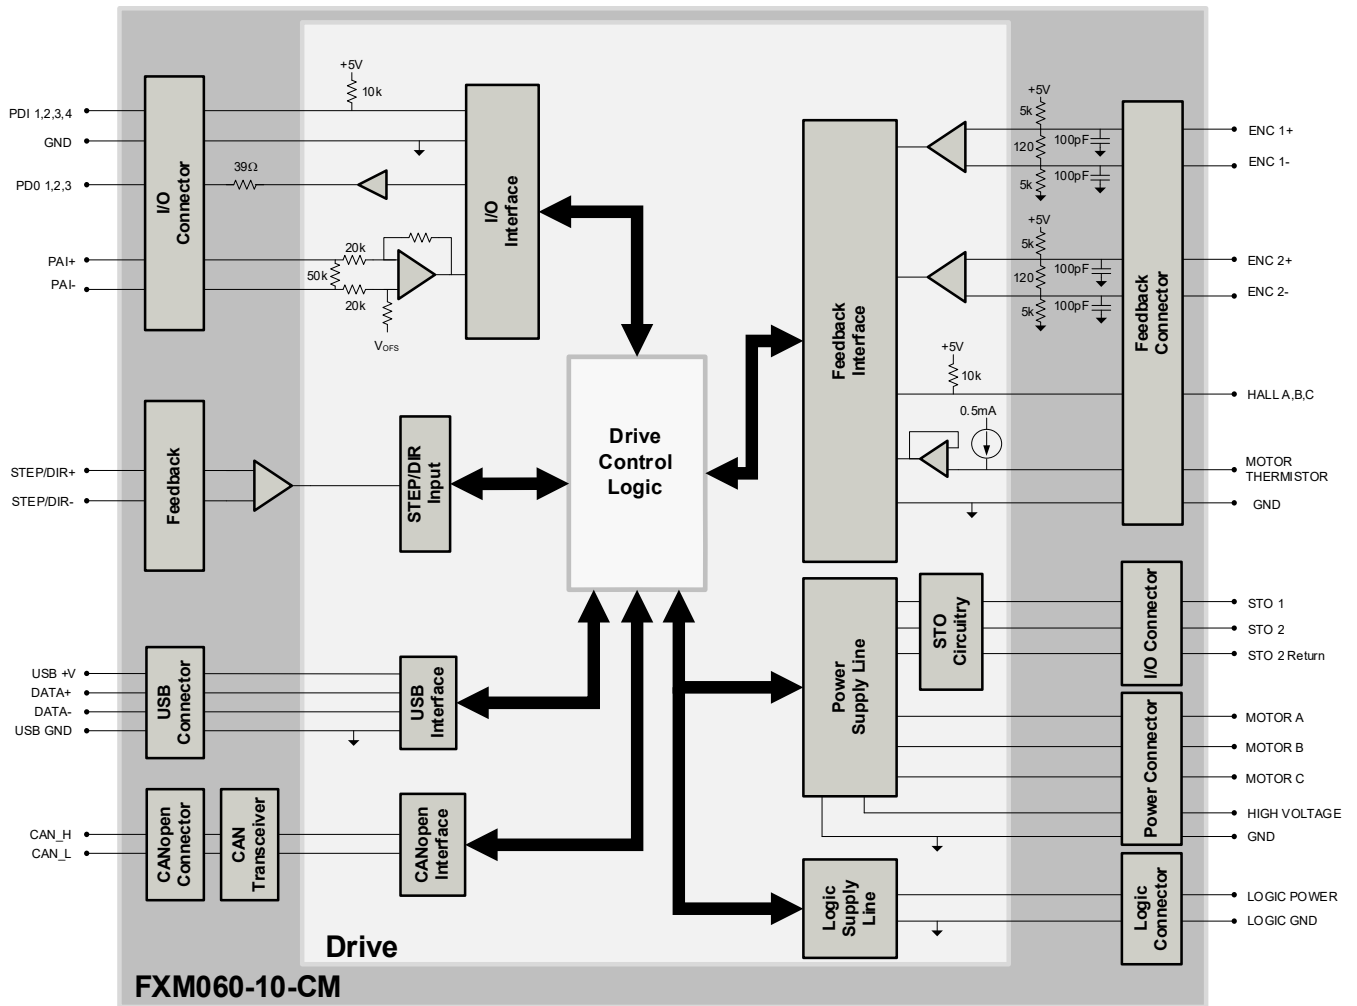 PDI 1,2,3,4
GND
PD0 1,2,3
PAI+
PAI-
I/O
Connector
+5V
10k
39Ω
20k
50k
20k
VOFS
I/O
Interface
STEP/DIR+
STEP/DIR-
Feedback
STEP/DIR
Input
Drive
Control
Logic
USB +V
DATA+
DATA-
USB GND
USB
Connector
USB
Interface
CAN_H
CAN_L
CANopen
Connector
CAN
Transceiver
CANopen
Interface
Feedback
Interface
+5V
5k
120
5k
100pF
100pF
+5V
5k
120
5k
100pF
100pF
+5V
10k
0.5mA
Feedback
Connector
ENC 1+
ENC 1-
ENC 2+
ENC 2-
HALL A,B,C
MOTOR
THERMISTOR
GND
Power
Supply Line
STO
Circuitry
I/O Connector
STO 1
STO 2
STO 2 Return
Power Connector
MOTOR A
MOTOR B
MOTOR C
HIGH VOLTAGE
GND
Logic
Supply
Line
Logic
Connector
LOGIC POWER
LOGIC GND
Drive
FXM060-10-CM